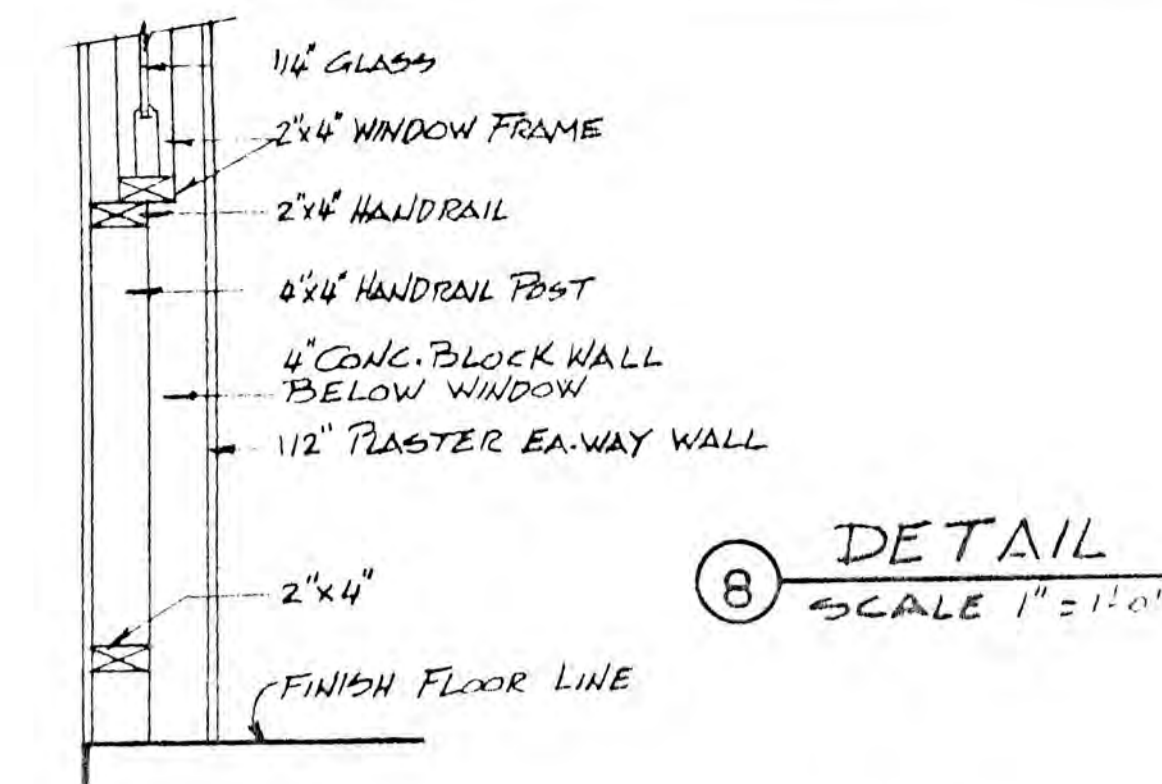 1/4" GLASS
2"x4" WINDOW FRAME
2"x4" HANDRAIL
4"x4" HANDRAIL POST
4" CONC. BLOCK WALL
BELOW WINDOW
1/2" PLASTER EA. WAY WALL
2"x4"
FINISH FLOOR LINE
8
DETAIL
SCALE 1" = 1'-0"